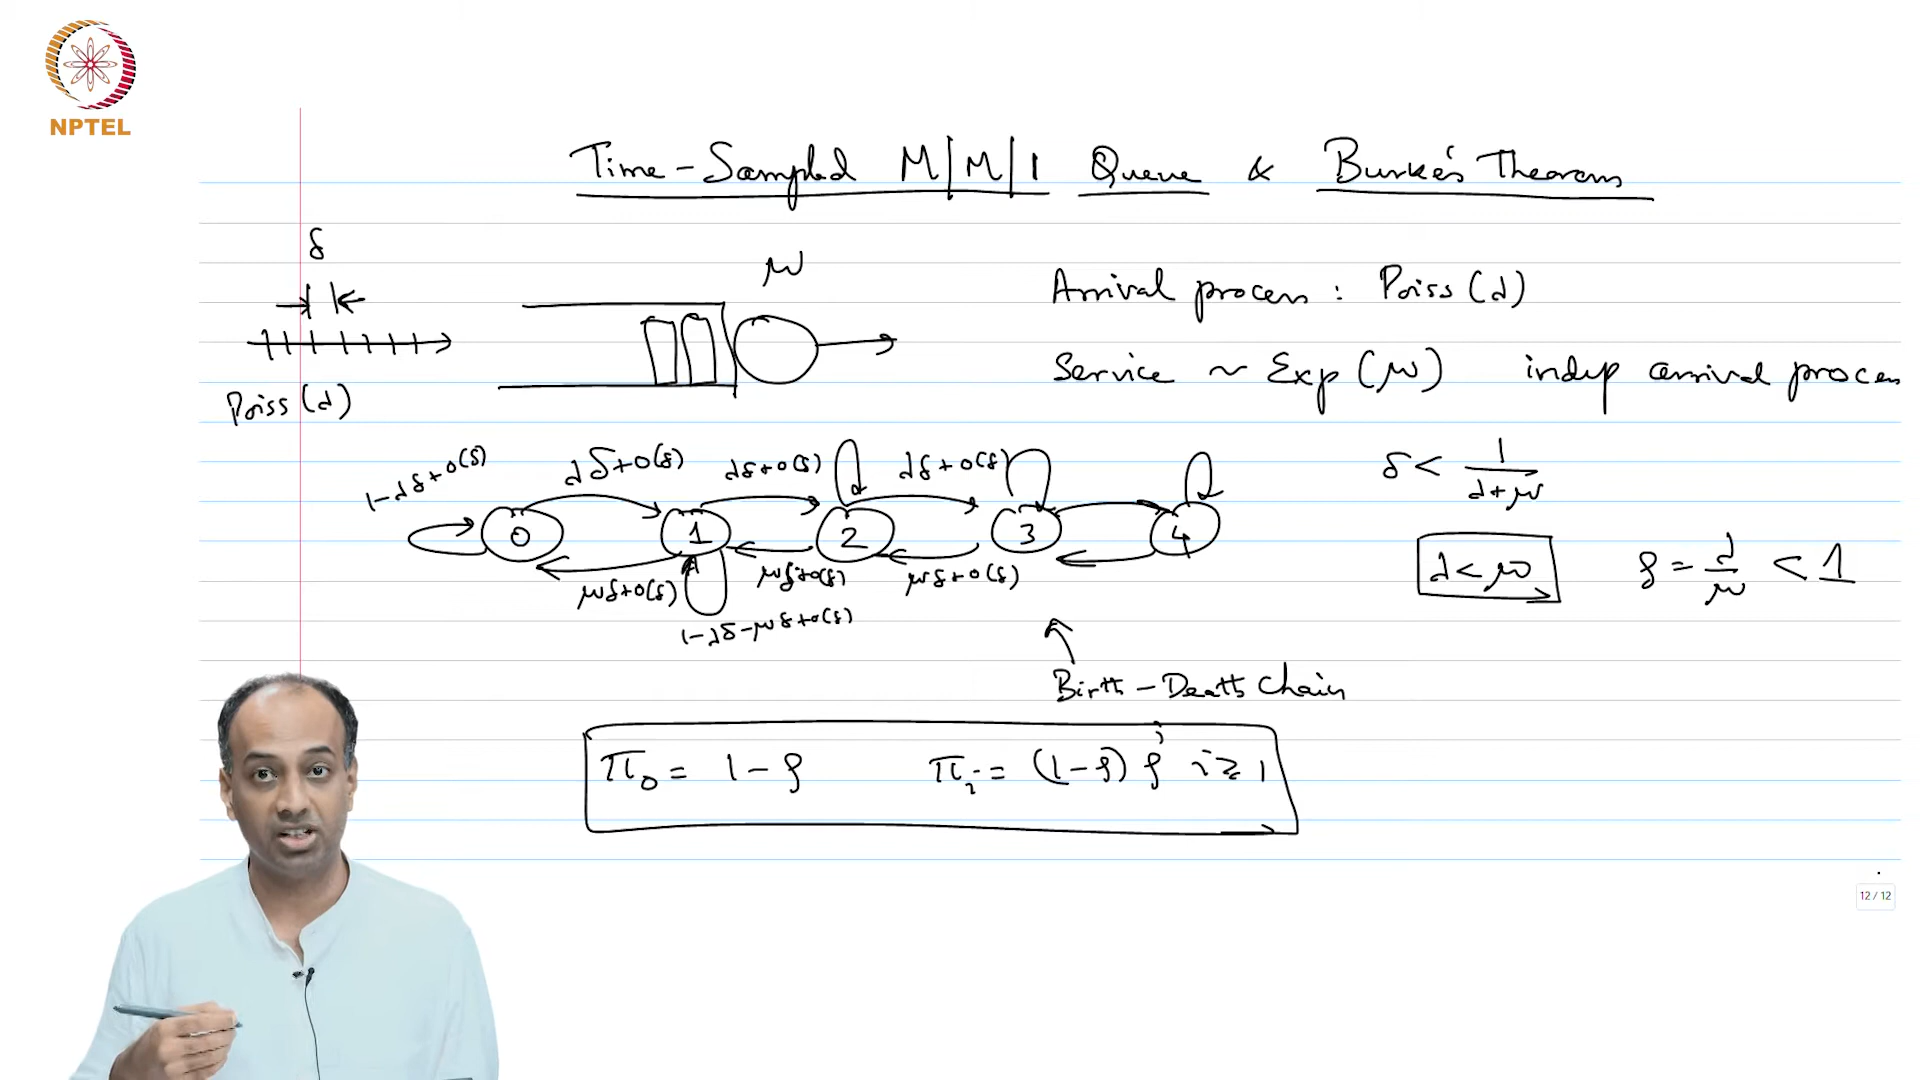 NPTEL
Time-Sampled M/M/1 Queue & Burke's Theorem
δ
μ
Poiss(λ)
Arrival process : Poiss(λ)
Service ~ Exp(μ) indep arrival process
1-λδ+o(δ)
λδ+o(δ) λδ+o(δ) λδ+o(δ)
0 1 2 3 4
μδ+o(δ) μδ+o(δ) μδ+o(δ)
1-λδ-μδ+o(δ)
δ < 1/(λ+μ)
λ<μ ρ = λ/μ < 1
Birth-Death Chain
π₀ = 1-ρ πᵢ = (1-ρ) ρⁱ i≥1
12 / 12